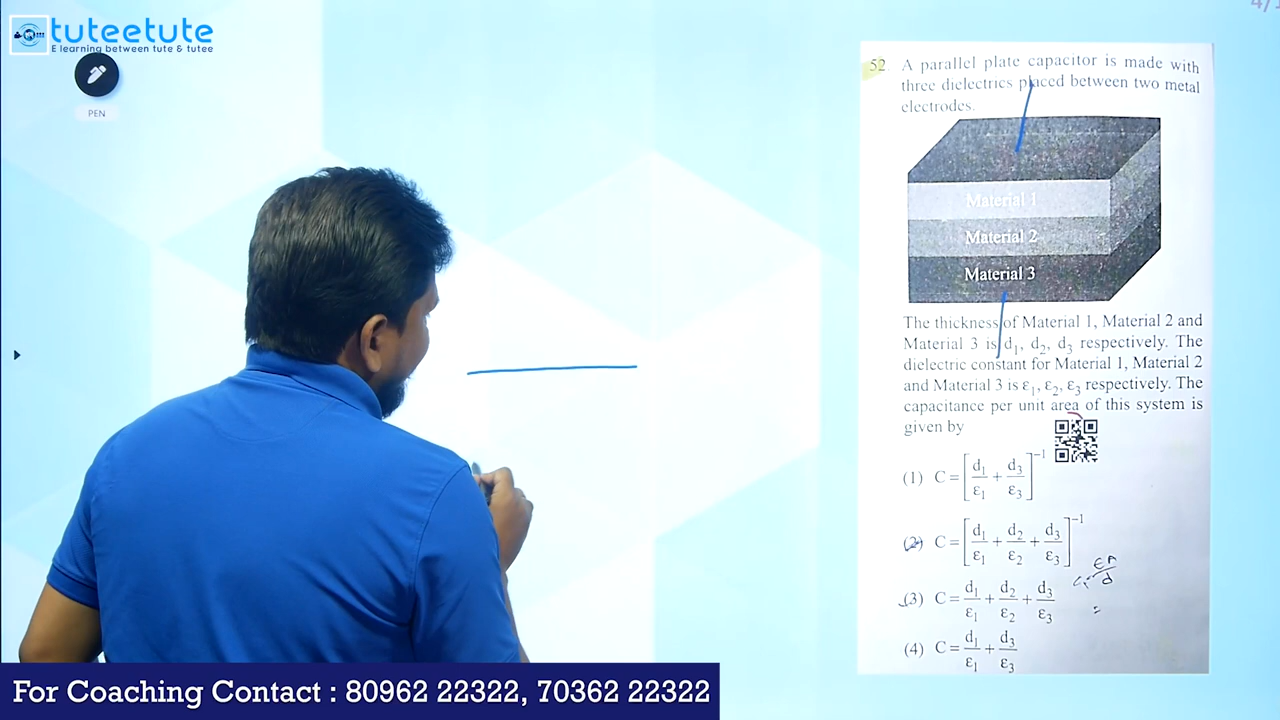 4/1
tuteetute
E learning between tute & tutee
PEN
52. A parallel plate capacitor is made with
three dielectrics placed between two metal
electrodes.
Material 1
Material 2
Material 3
The thickness of Material 1, Material 2 and
Material 3 is d₁, d₂, d₃ respectively. The
dielectric constant for Material 1, Material 2
and Material 3 is ε₁, ε₂, ε₃ respectively. The
capacitance per unit area of this system is
given by
(1) C = [d₁/ε₁ + d₃/ε₃]⁻¹
(2) C = [d₁/ε₁ + d₂/ε₂ + d₃/ε₃]⁻¹
(3) C = d₁/ε₁ + d₂/ε₂ + d₃/ε₃
(4) C = d₁/ε₁ + d₃/ε₃
For Coaching Contact : 80962 22322, 70362 22322